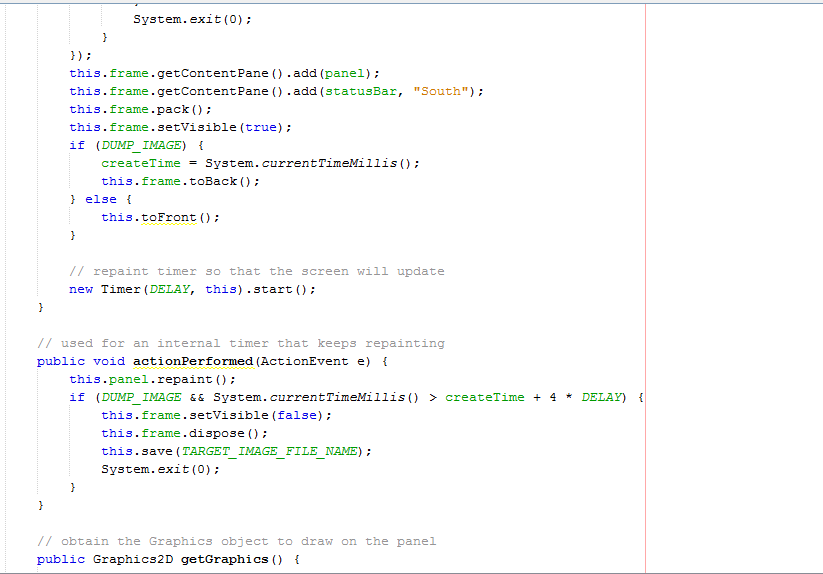 System.exit(0);
}
});
this.frame.getContentPane().add(panel);
this.frame.getContentPane().add(statusBar, "South");
this.frame.pack();
this.frame.setVisible(true);
if (DUMP_IMAGE) {
createTime = System.currentTimeMillis();
this.frame.toBack();
} else {
this.toFront();
}
// repaint timer so that the screen will update
new Timer(DELAY, this).start();
}
// used for an internal timer that keeps repainting
public void actionPerformed(ActionEvent e) {
this.panel.repaint();
if (DUMP_IMAGE && System.currentTimeMillis() > createTime + 4 * DELAY) {
this.frame.setVisible(false);
this.frame.dispose();
this.save(TARGET_IMAGE_FILE_NAME);
System.exit(0);
}
}
// obtain the Graphics object to draw on the panel
public Graphics2D getGraphics() {